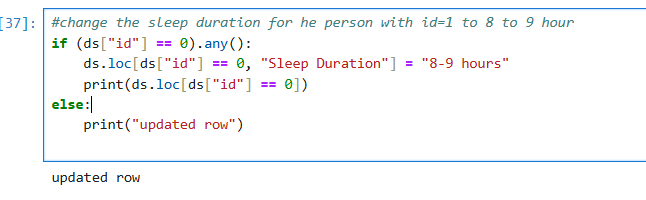 [37]: #change the sleep duration for he person with id=1 to 8 to 9 hour
if (ds["id"] == 0).any():
    ds.loc[ds["id"] == 0, "Sleep Duration"] = "8-9 hours"
    print(ds.loc[ds["id"] == 0])
else:
    print("updated row")
updated row